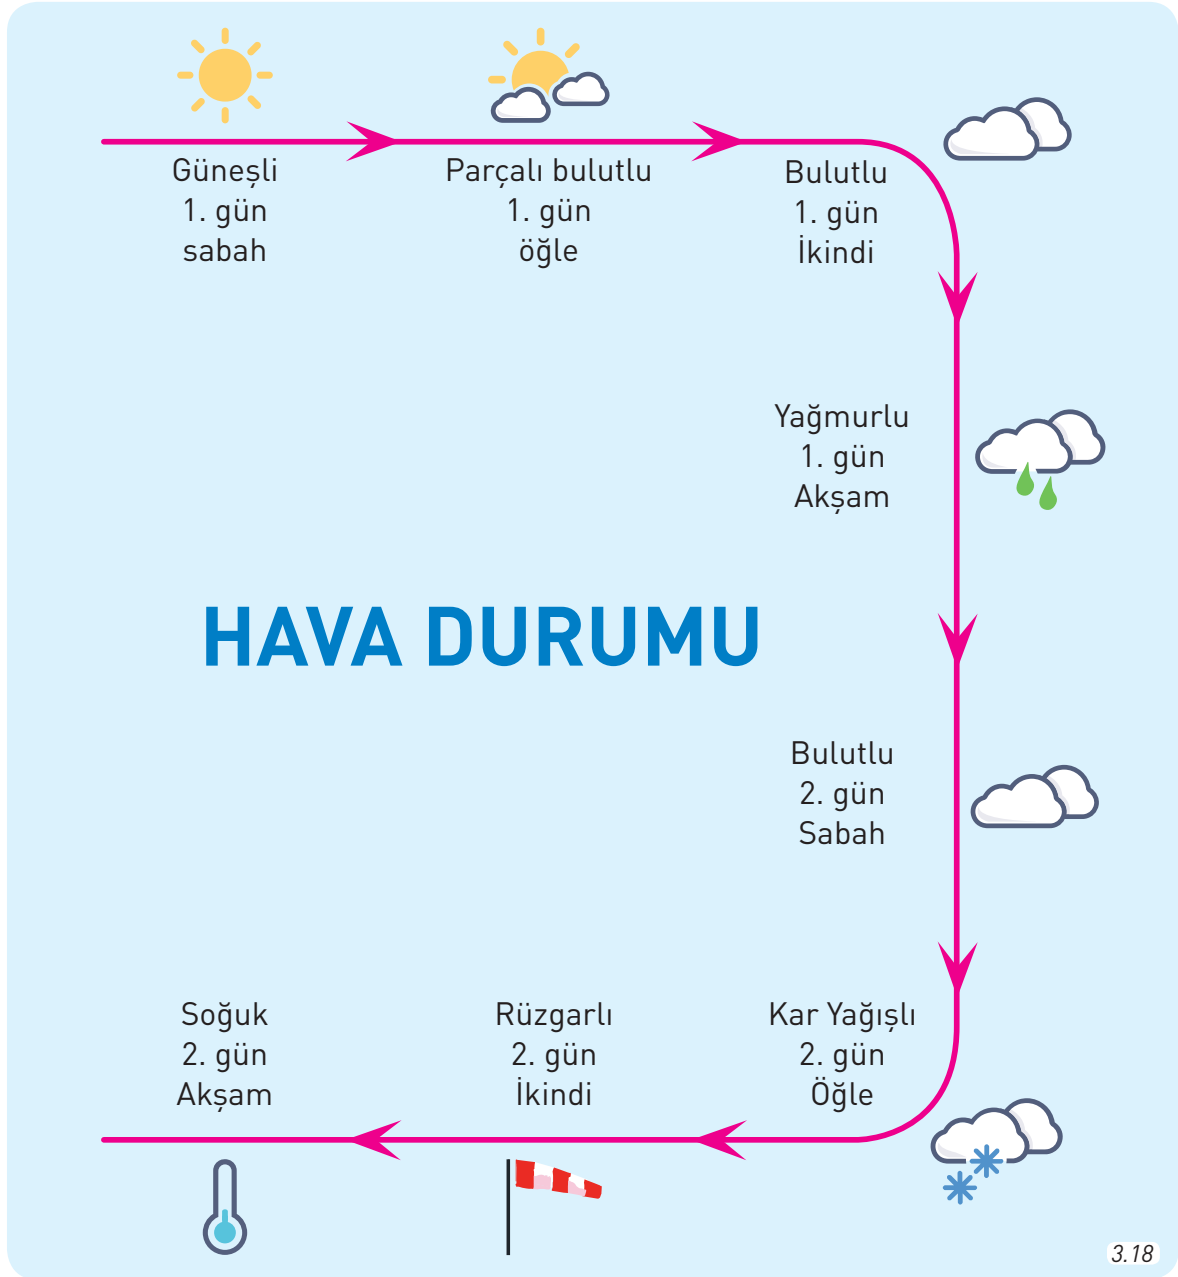 Güneşli
1. gün
sabah
Parçalı bulutlu
1. gün
öğle
Bulutlu
1. gün
İkindi
Yağmurlu
1. gün
Akşam
HAVA DURUMU
Bulutlu
2. gün
Sabah
Kar Yağışlı
2. gün
Öğle
Rüzgarlı
2. gün
İkindi
Soğuk
2. gün
Akşam
3.18